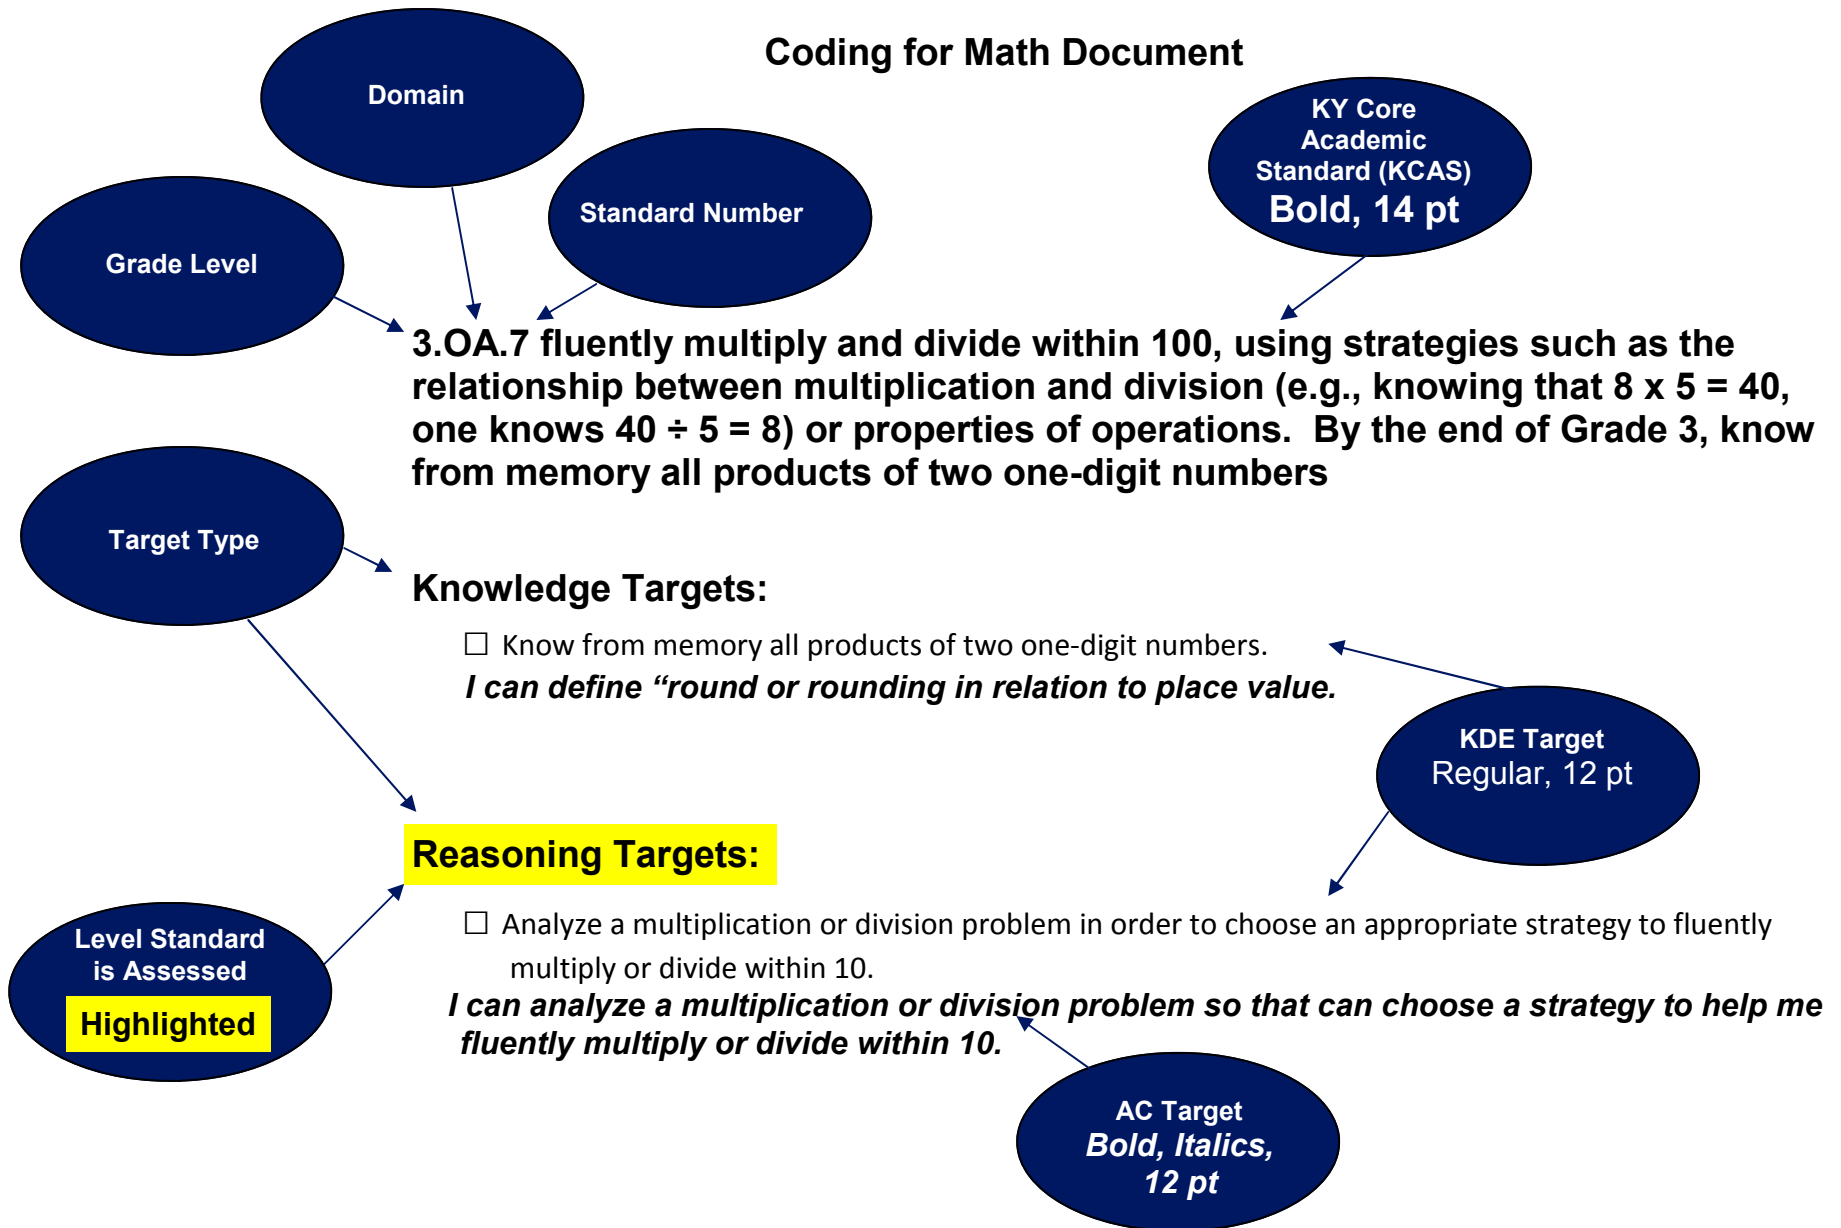 Coding for Math Document
Domain
KY Core
Academic
Standard (KCAS)
Bold, 14 pt
Standard Number
Grade Level
3.OA.7 fluently multiply and divide within 100, using strategies such as the
relationship between multiplication and division (e.g., knowing that 8 x 5 = 40,
one knows 40 ÷ 5 = 8) or properties of operations.  By the end of Grade 3, know
from memory all products of two one-digit numbers
Target Type
Knowledge Targets:
☐ Know from memory all products of two one-digit numbers.
I can define “round or rounding in relation to place value.
KDE Target
Regular, 12 pt
Reasoning Targets:
☐ Analyze a multiplication or division problem in order to choose an appropriate strategy to fluently
multiply or divide within 10.
Level Standard
is Assessed
Highlighted
I can analyze a multiplication or division problem so that can choose a strategy to help me
fluently multiply or divide within 10.
AC Target
Bold, Italics,
12 pt